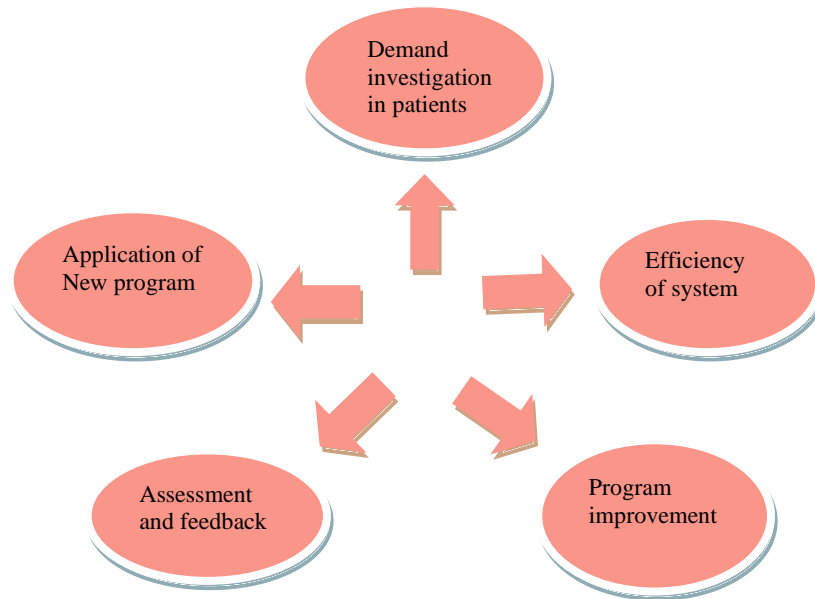 Demand
investigation
in patients
Application of
New program
Efficiency
of system
Assessment
and feedback
Program
improvement